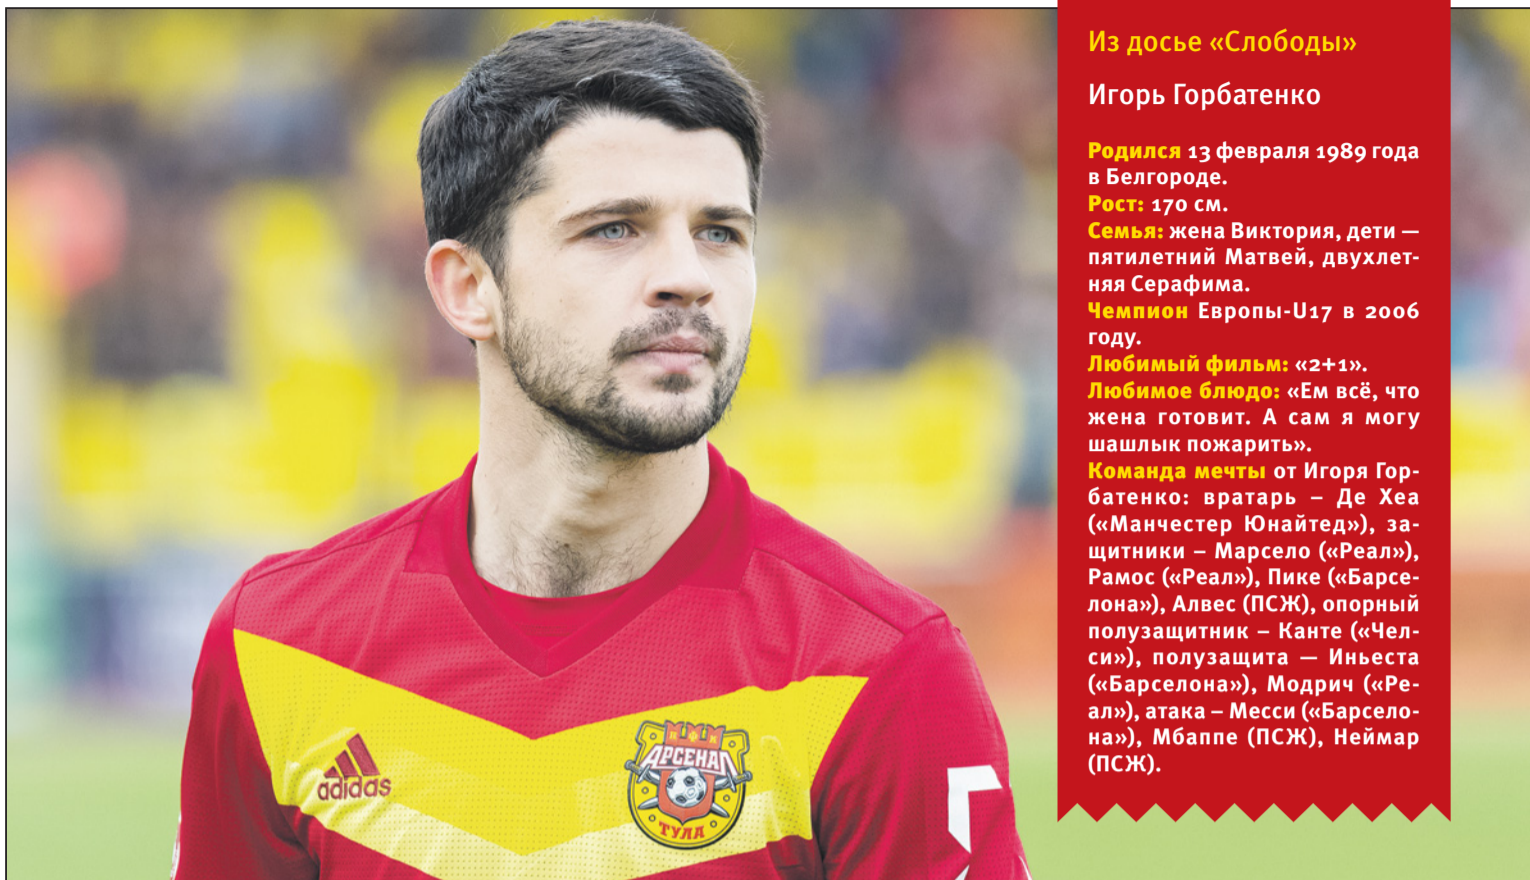 Из досье «Слободы»
Игорь Горбатенко
Родился 13 февраля 1989 года
в Белгороде.
Рост: 170 см.
Семья: жена Виктория, дети —
пятилетний Матвей, двухлет-
няя Серафима.
Чемпион Европы-U17 в 2006
году.
Любимый фильм: «2+1».
Любимое блюдо: «Ем всё, что
жена готовит. А сам я могу
шашлык пожарить».
Команда мечты от Игоря Гор-
батенко: вратарь – Де Хеа
(«Манчестер Юнайтед»), за-
щитники – Марсело («Реал»),
Рамос («Реал»), Пике («Барсе-
лона»), Алвес (ПСЖ), опорный
полузащитник – Канте («Чел-
си»), полузащита — Иньеста
(«Барселона»), Модрич («Ре-
ал»), атака – Месси («Барсело-
на»), Мбаппе (ПСЖ), Неймар
(ПСЖ).
adidas
АРСЕНАЛ
ТУЛА